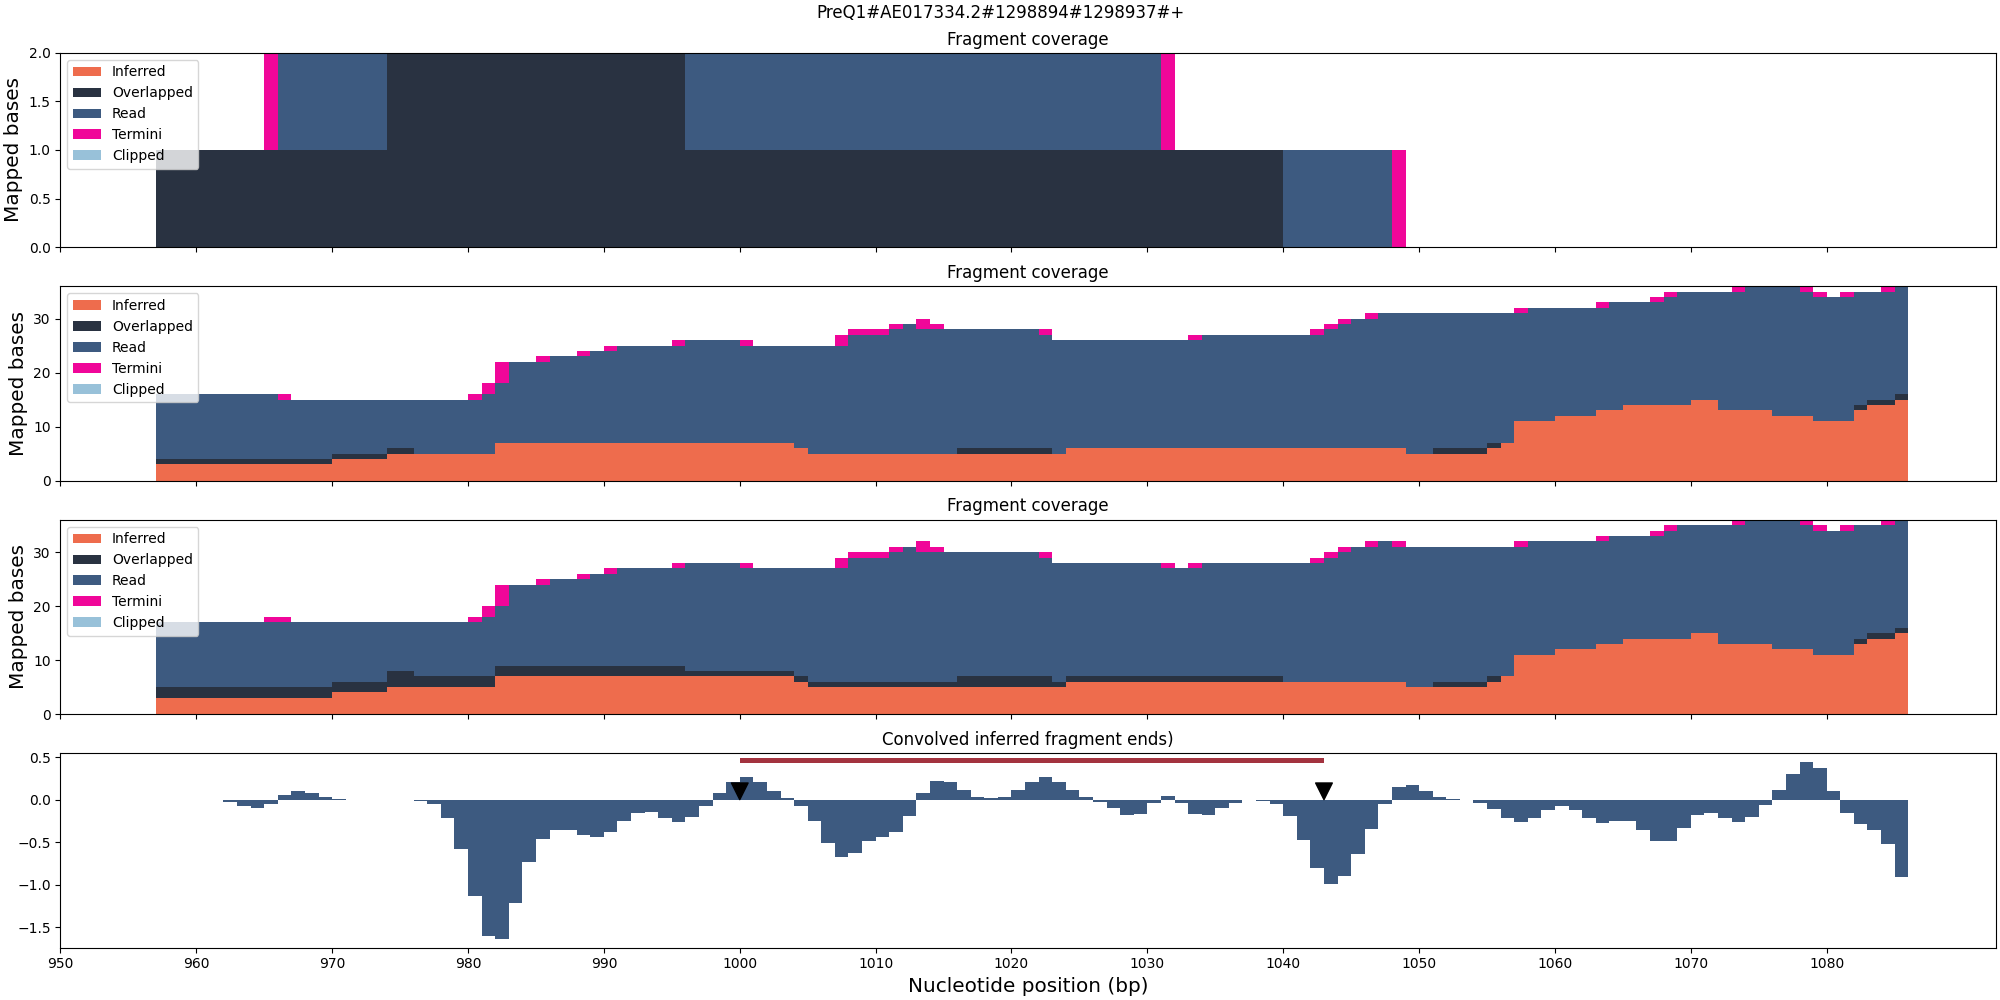 PreQ1#AE017334.2#1298894#1298937#+
Fragment coverage
Mapped bases
2.0
1.5
1.0
0.5
0.0
Inferred
Overlapped
Read
Termini
Clipped
Fragment coverage
Mapped bases
30
20
10
0
Inferred
Overlapped
Read
Termini
Clipped
Fragment coverage
Mapped bases
30
20
10
0
Inferred
Overlapped
Read
Termini
Clipped
Convolved inferred fragment ends)
0.5
0.0
−0.5
−1.0
−1.5
950 960 970 980 990 1000 1010 1020 1030 1040 1050 1060 1070 1080
Nucleotide position (bp)